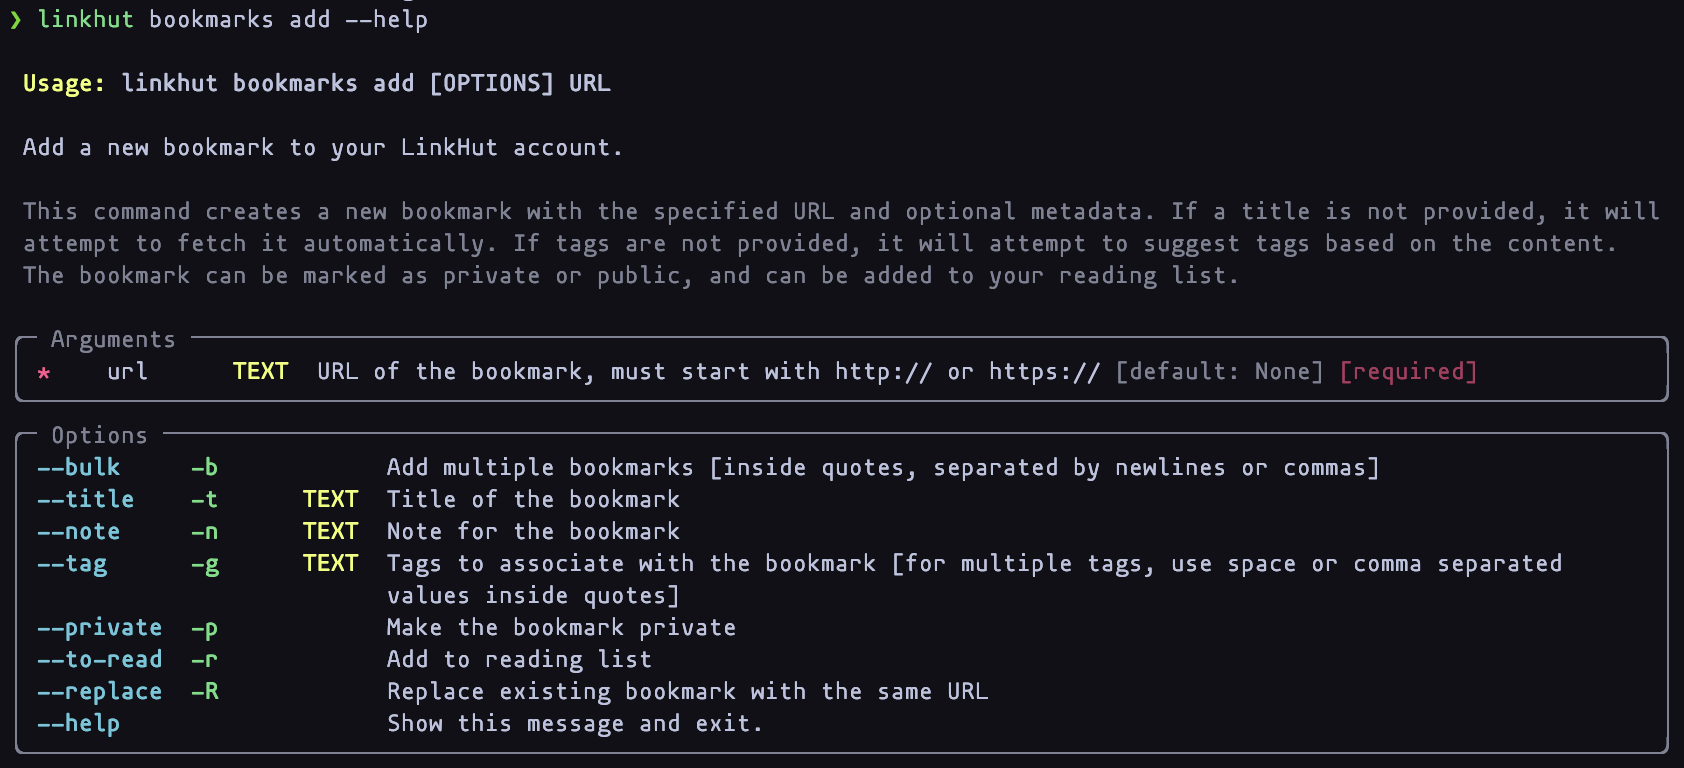 ❯ linkhut bookmarks add --help
Usage: linkhut bookmarks add [OPTIONS] URL
Add a new bookmark to your LinkHut account.
This command creates a new bookmark with the specified URL and optional metadata. If a title is not provided, it will
attempt to fetch it automatically. If tags are not provided, it will attempt to suggest tags based on the content.
The bookmark can be marked as private or public, and can be added to your reading list.
Arguments
* url TEXT URL of the bookmark, must start with http:// or https:// [default: None] [required]
Options
--bulk -b Add multiple bookmarks [inside quotes, separated by newlines or commas]
--title -t TEXT Title of the bookmark
--note -n TEXT Note for the bookmark
--tag -g TEXT Tags to associate with the bookmark [for multiple tags, use space or comma separated
values inside quotes]
--private -p Make the bookmark private
--to-read -r Add to reading list
--replace -R Replace existing bookmark with the same URL
--help Show this message and exit.